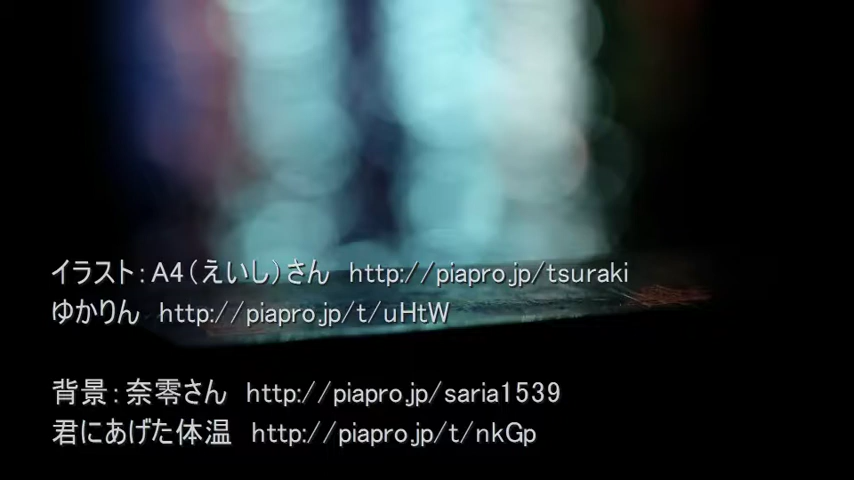 イラスト：A4（えいし）さん　http://piapro.jp/tsuraki
ゆかりん　http://piapro.jp/t/uHtW
背景：奈零さん　http://piapro.jp/saria1539
君にあげた体温　http://piapro.jp/t/nkGp